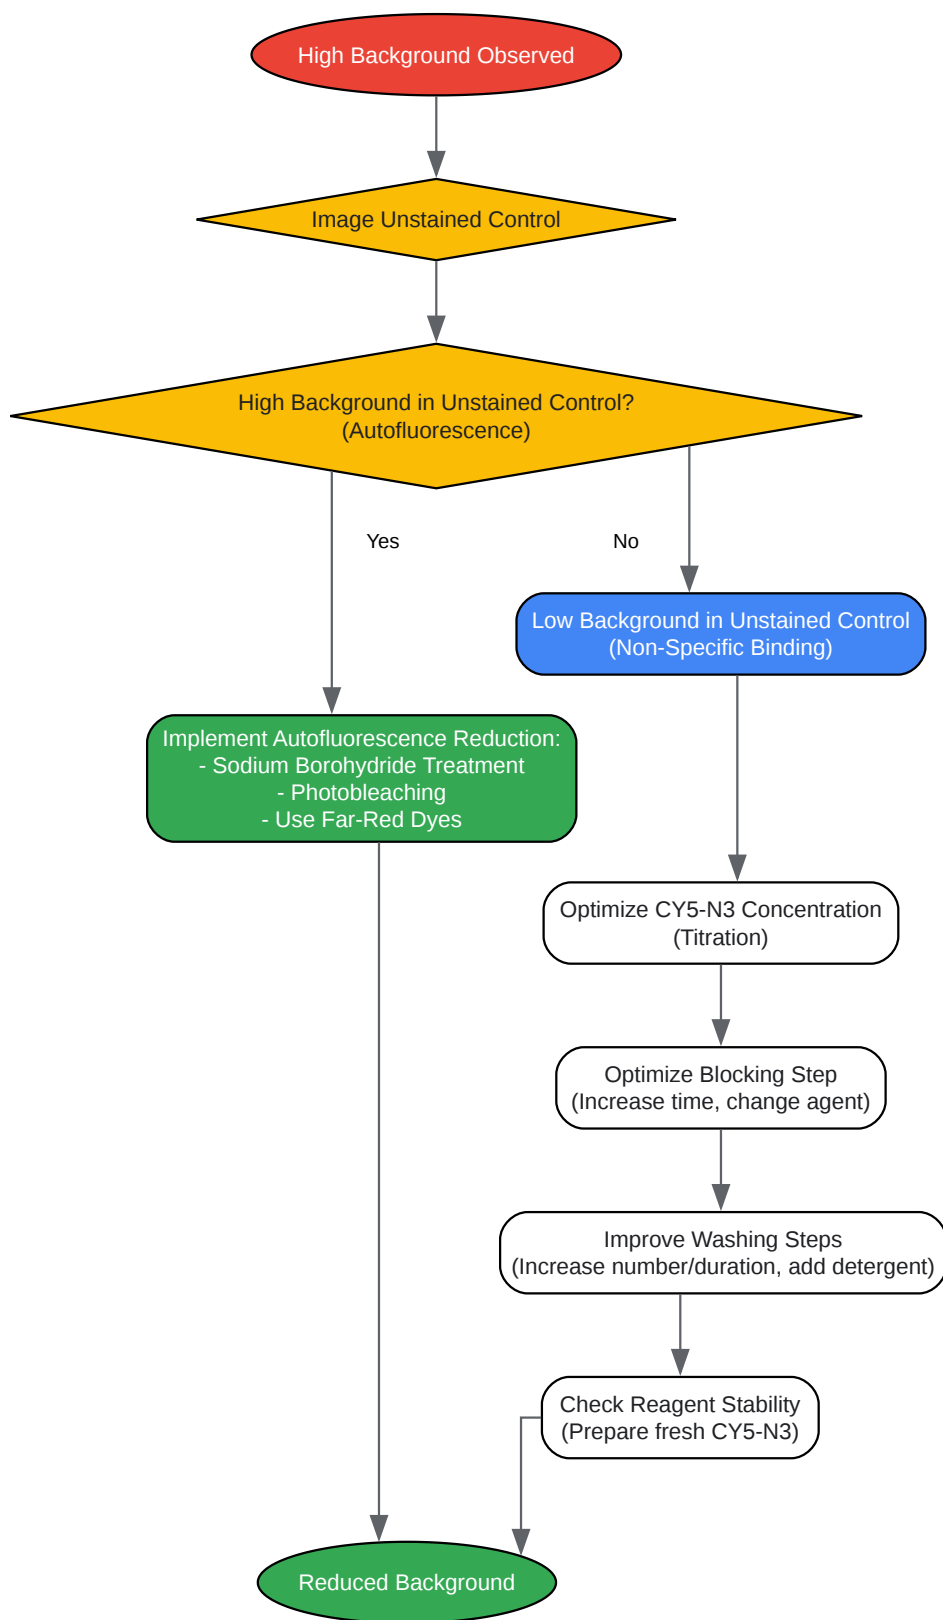 High Background Observed
Image Unstained Control
High Background in Unstained Control?
(Autofluorescence)
Yes
No
Low Background in Unstained Control
(Non-Specific Binding)
Implement Autofluorescence Reduction:
- Sodium Borohydride Treatment
- Photobleaching
- Use Far-Red Dyes
Optimize CY5-N3 Concentration
(Titration)
Optimize Blocking Step
(Increase time, change agent)
Improve Washing Steps
(Increase number/duration, add detergent)
Check Reagent Stability
(Prepare fresh CY5-N3)
Reduced Background